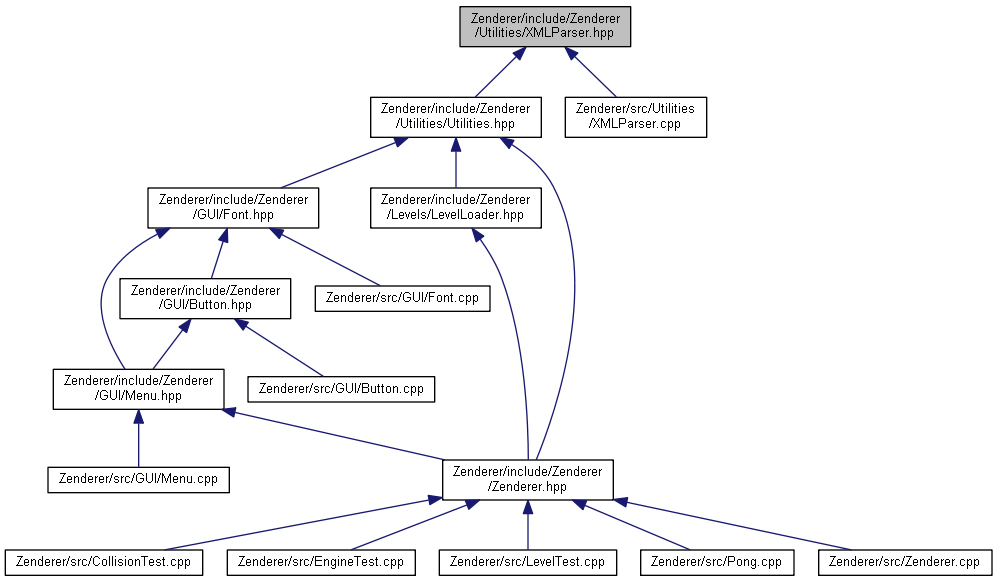 Zenderer/include/Zenderer
/Utilities/XMLParser.hpp
Zenderer/include/Zenderer
/Utilities/Utilities.hpp
Zenderer/src/Utilities
/XMLParser.cpp
Zenderer/include/Zenderer
/GUI/Font.hpp
Zenderer/include/Zenderer
/Levels/LevelLoader.hpp
Zenderer/include/Zenderer
/GUI/Button.hpp
Zenderer/src/GUI/Font.cpp
Zenderer/include/Zenderer
/GUI/Menu.hpp
Zenderer/src/GUI/Button.cpp
Zenderer/src/GUI/Menu.cpp
Zenderer/include/Zenderer
/Zenderer.hpp
Zenderer/src/CollisionTest.cpp
Zenderer/src/EngineTest.cpp
Zenderer/src/LevelTest.cpp
Zenderer/src/Pong.cpp
Zenderer/src/Zenderer.cpp